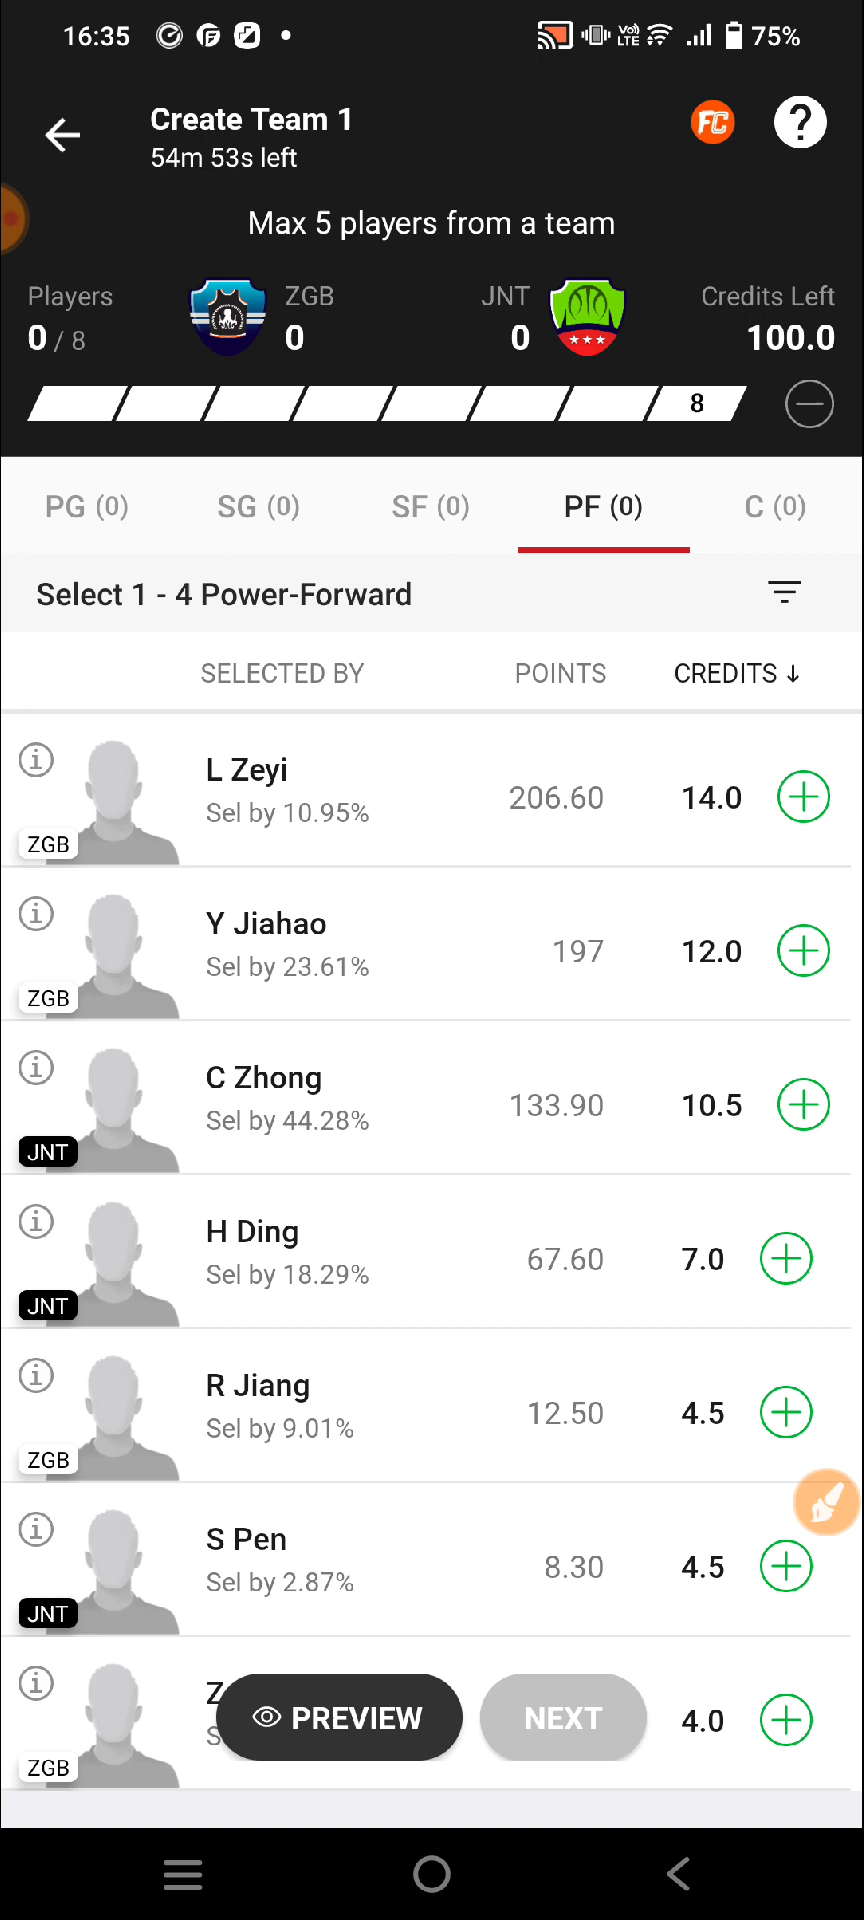 16:35
Vo) LTE
75%
Create Team 1
54m 53s left
FC
?
Max 5 players from a team
Players
0 / 8
ZGB
0
JNT
0
Credits Left
100.0
8
PG (0)
SG (0)
SF (0)
PF (0)
C (0)
Select 1 - 4 Power-Forward
SELECTED BY
POINTS
CREDITS ↓
L Zeyi
Sel by 10.95%
206.60
14.0
ZGB
Y Jiahao
Sel by 23.61%
197
12.0
ZGB
C Zhong
Sel by 44.28%
133.90
10.5
JNT
H Ding
Sel by 18.29%
67.60
7.0
JNT
R Jiang
Sel by 9.01%
12.50
4.5
ZGB
S Pen
Sel by 2.87%
8.30
4.5
JNT
4.0
ZGB
PREVIEW
NEXT